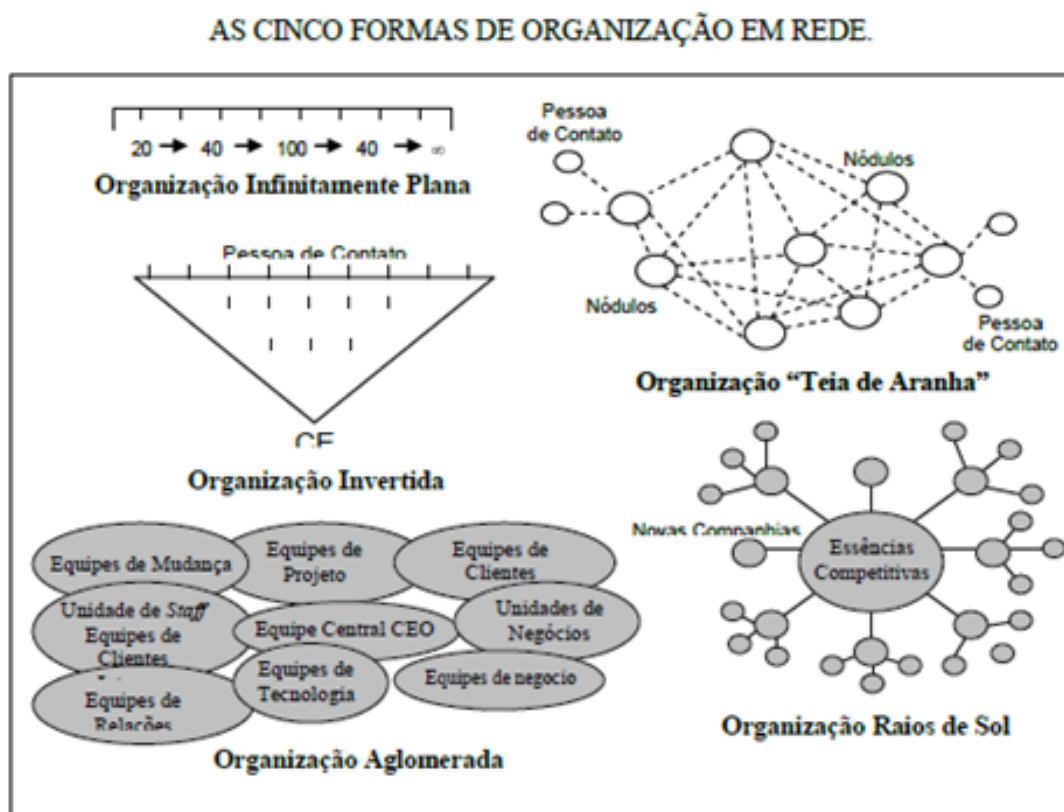 AS CINCO FORMAS DE ORGANIZAÇÃO EM REDE.
20 → 40 → 100 → 40 → ∞
Organização Infinitamente Plana
Pessoa de Contato
CE
Organização Invertida
Pessoa
de Contato
Nódulos
Nódulos
Pessoa
de Contato
Organização “Teia de Aranha”
Equipes de Mudança
Equipes de
Projeto
Equipes de
Clientes
Unidade de Staff
Equipes de
Clientes
Equipe Central CEO
Unidades de
Negócios
Equipes de
Relações
Equipes de
Tecnologia
Equipes de negocio
Organização Aglomerada
Novas Companhias
Essências
Competitivas
Organização Raios de Sol